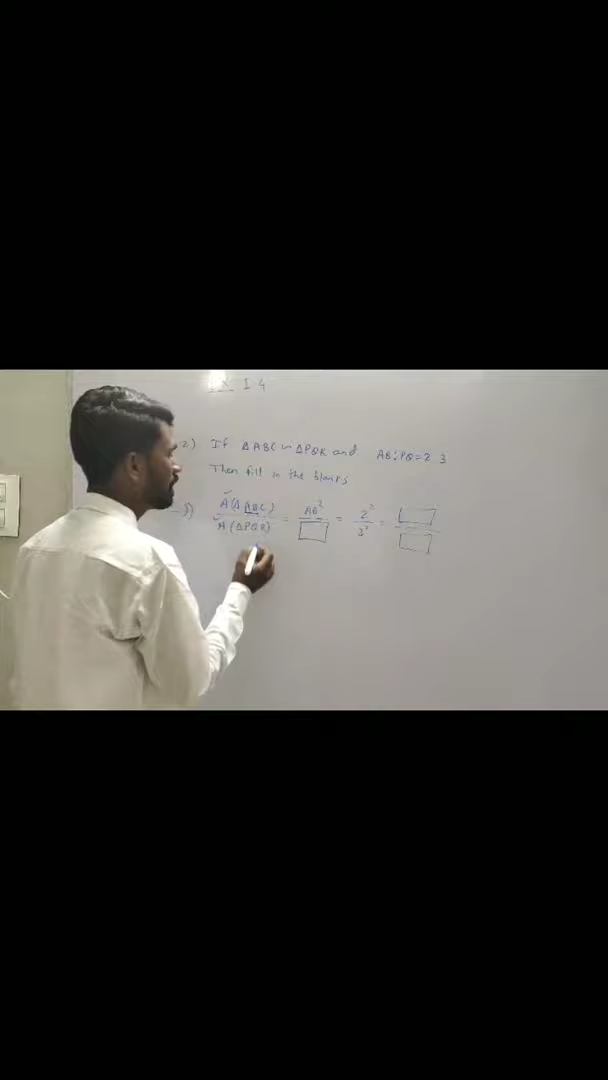 1.4
2) If ΔABC ~ ΔPQR and AB:PQ=2 3
Then fill in the blanks
A(ΔABC) / A(ΔPQR) = AB² / □ = 2² / 3² = □ / □